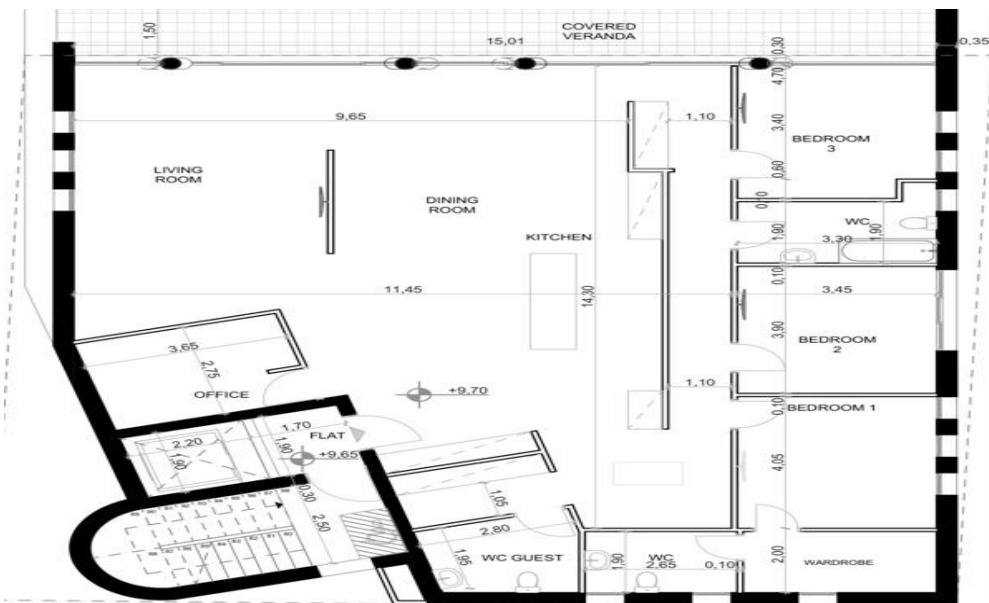 COVERED
VERANDA
1,50
15,01
0,30
0,35
4,70
9,65
1,10
3,40
BEDROOM
3
LIVING
ROOM
0,60
DINING
ROOM
0,10
WC
KITCHEN
1,90
3,30
1,90
0,10
11,45
14,30
3,45
3,90
BEDROOM
2
3,65
2,75
1,10
+9,70
OFFICE
0,10
BEDROOM 1
1,70
FLAT
2,20
1,90
1,90
+9,65
4,05
0,30
1,05
2,50
2,80
1,95
WC GUEST
1,90
WC
2,65
0,10
2,00
WARDROBE